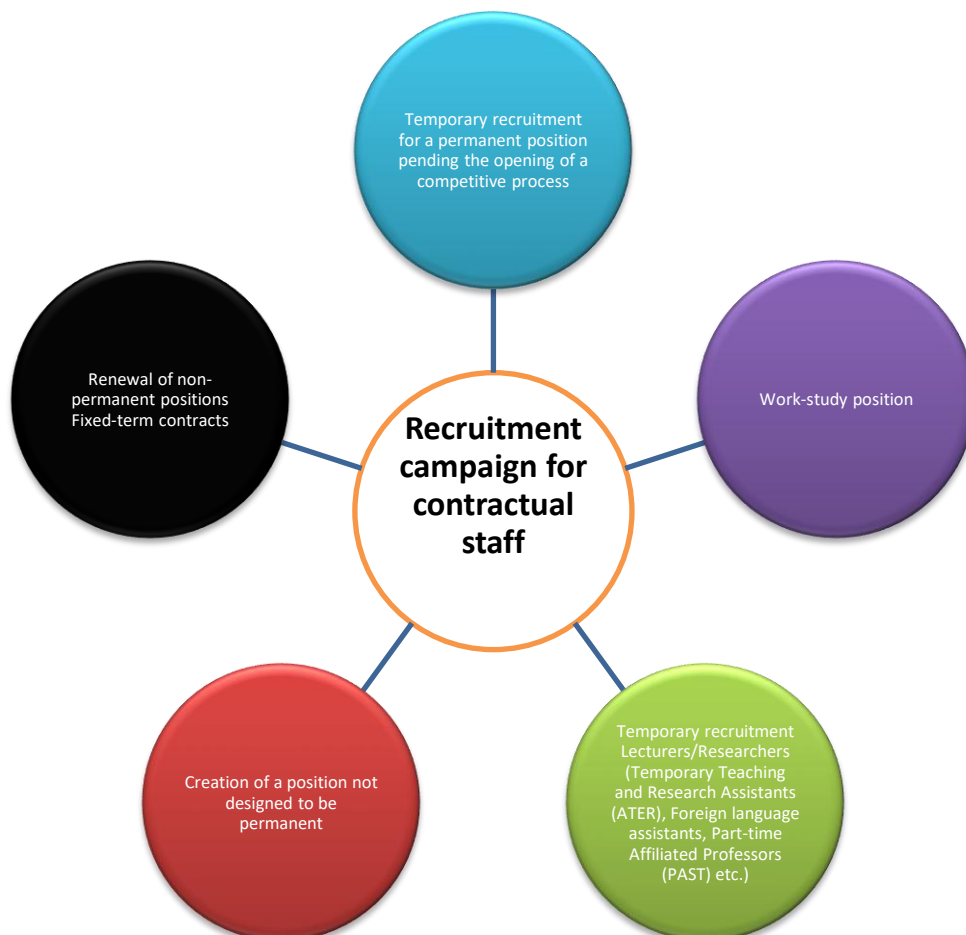 Temporary recruitment
for a permanent position
pending the opening of a
competitive process
Renewal of non-
permanent positions
Fixed-term contracts
Work-study position
Recruitment
campaign for
contractual
staff
Creation of a position not
designed to be
permanent
Temporary recruitment
Lecturers/Researchers
(Temporary Teaching
and Research Assistants
(ATER), Foreign language
assistants, Part-time
Affiliated Professors
(PAST) etc.)